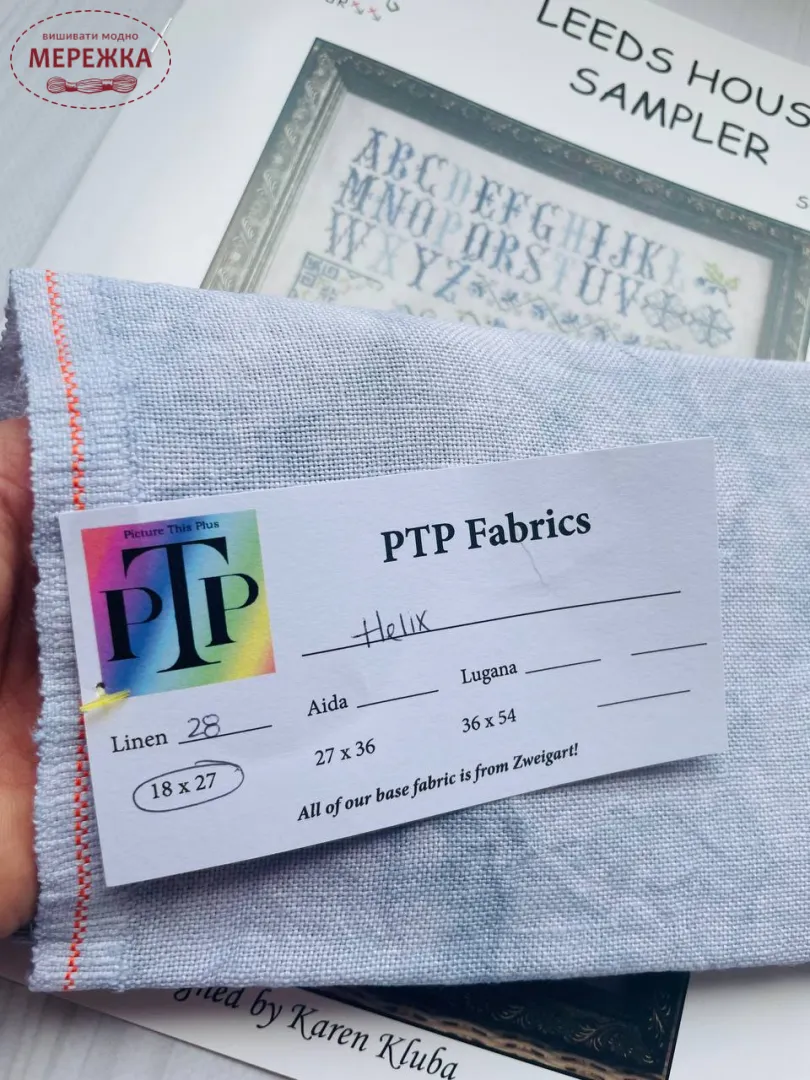 вишивати модно
МЕРЕЖКА
LEEDS HOUS
SAMPLER
ABCDEFGHIJKL
MNOPQRSTUV
WXYZ
Picture This Plus
PTP
PTP Fabrics
Helix
Linen 28 Aida Lugana
18 x 27 27 x 36 36 x 54
All of our base fabric is from Zweigart!
gned by Karen Kluba